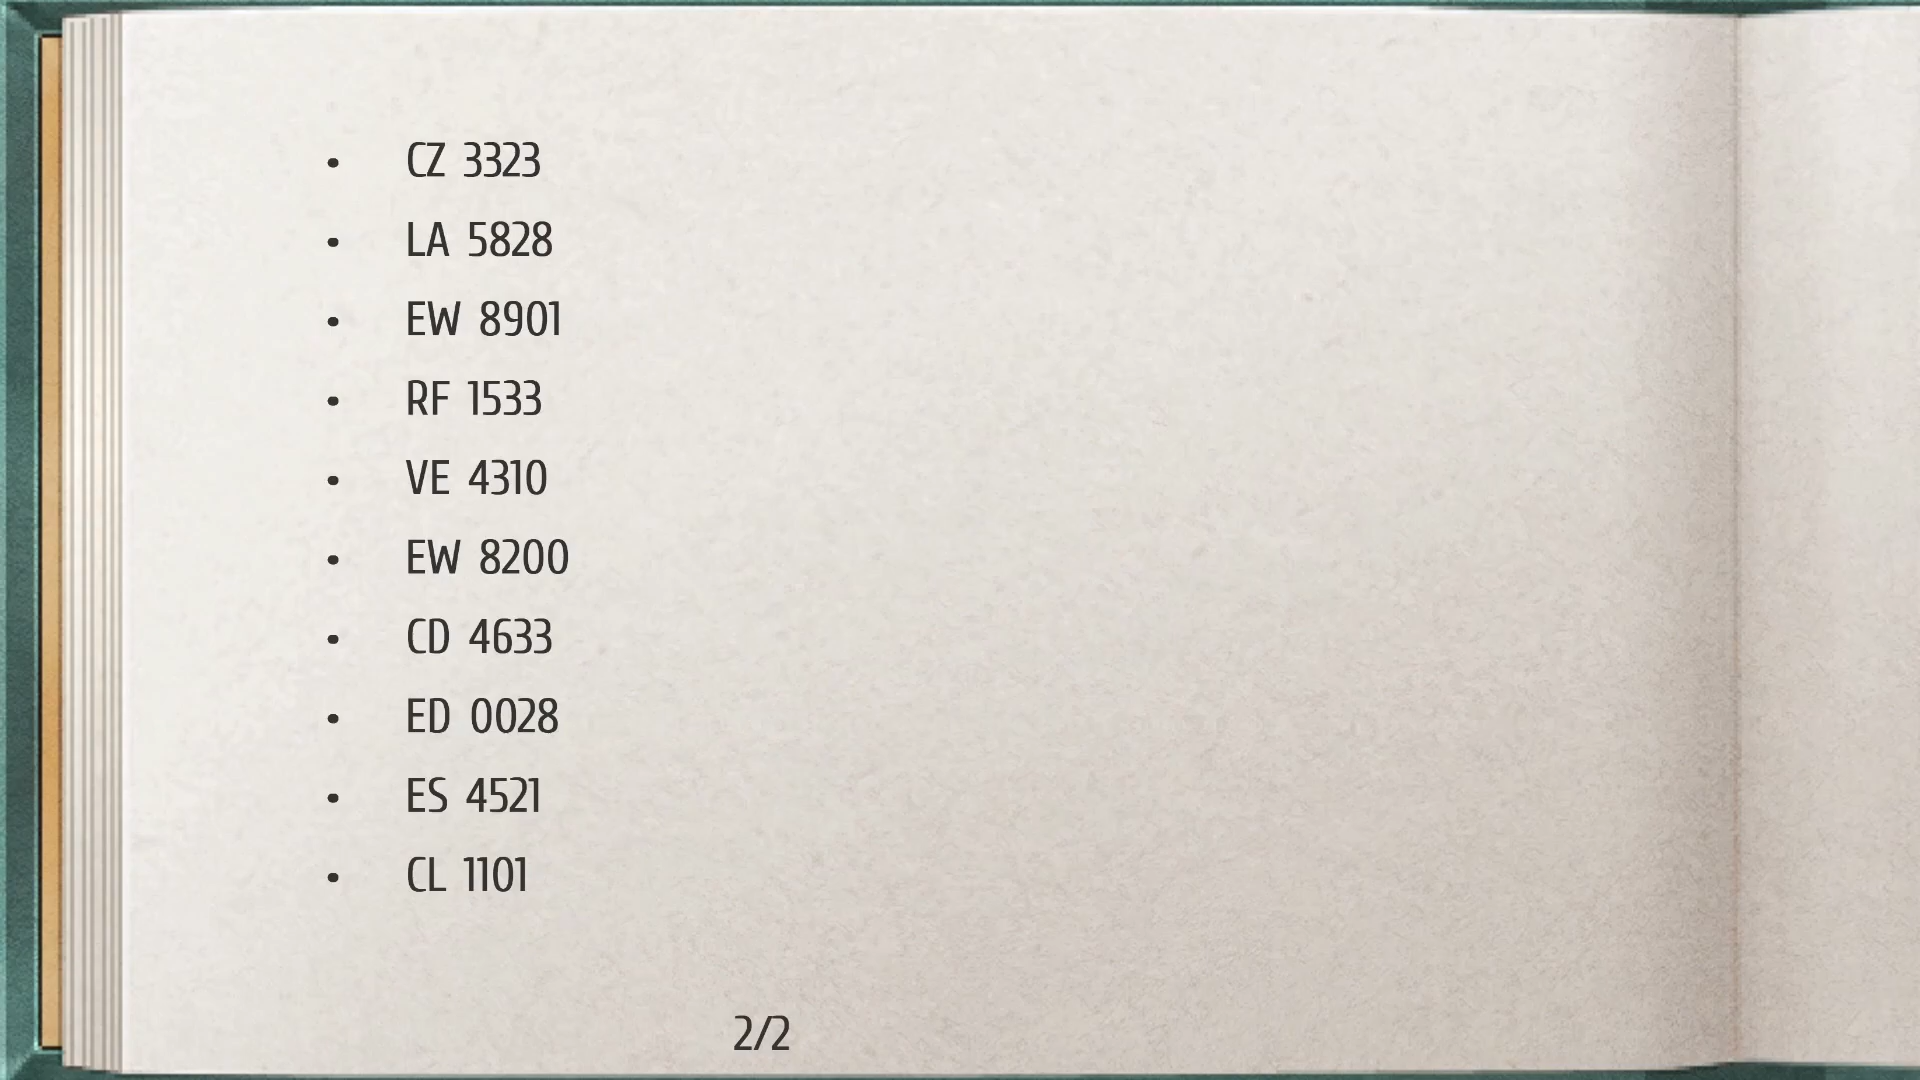 • CZ 3323
• LA 5828
• EW 8901
• RF 1533
• VE 4310
• EW 8200
• CD 4633
• ED 0028
• ES 4521
• CL 1101
2/2